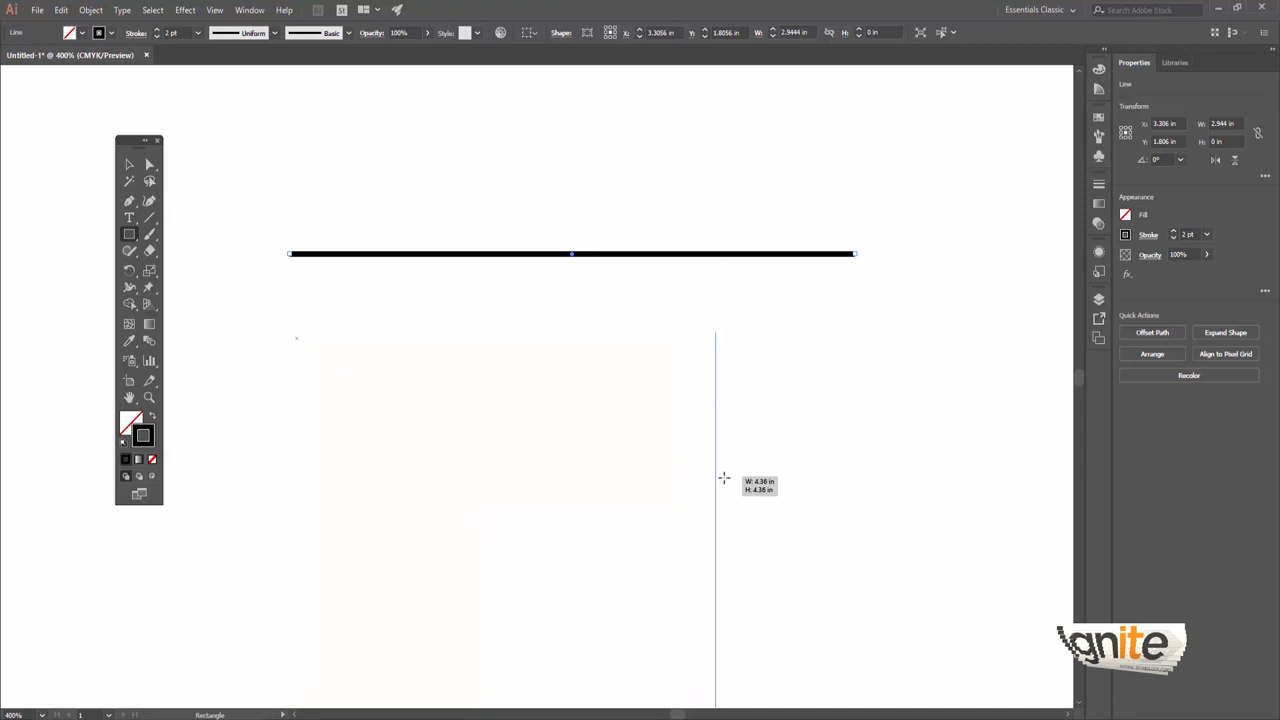 Ai File Edit Object Type Select Effect View Window Help Br St Essentials Classic Search Adobe Stock
Line Stroke: 2 pt Uniform Basic Opacity: 100% Style: Shape: X: 3.3056 in Y: 1.8056 in W: 2.9444 in H: 0 in
Untitled-1* @ 400% (CMYK/Preview)
Properties Libraries
Line
Transform
X: 3.306 in W: 2.944 in
Y: 1.806 in H: 0 in
0°
Appearance
Fill
Stroke 2 pt
Opacity 100%
fx.
Quick Actions
Offset Path Expand Shape
Arrange Align to Pixel Grid
Recolor
W: 4.36 in
H: 4.36 in
ignite
400% 1 Rectangle